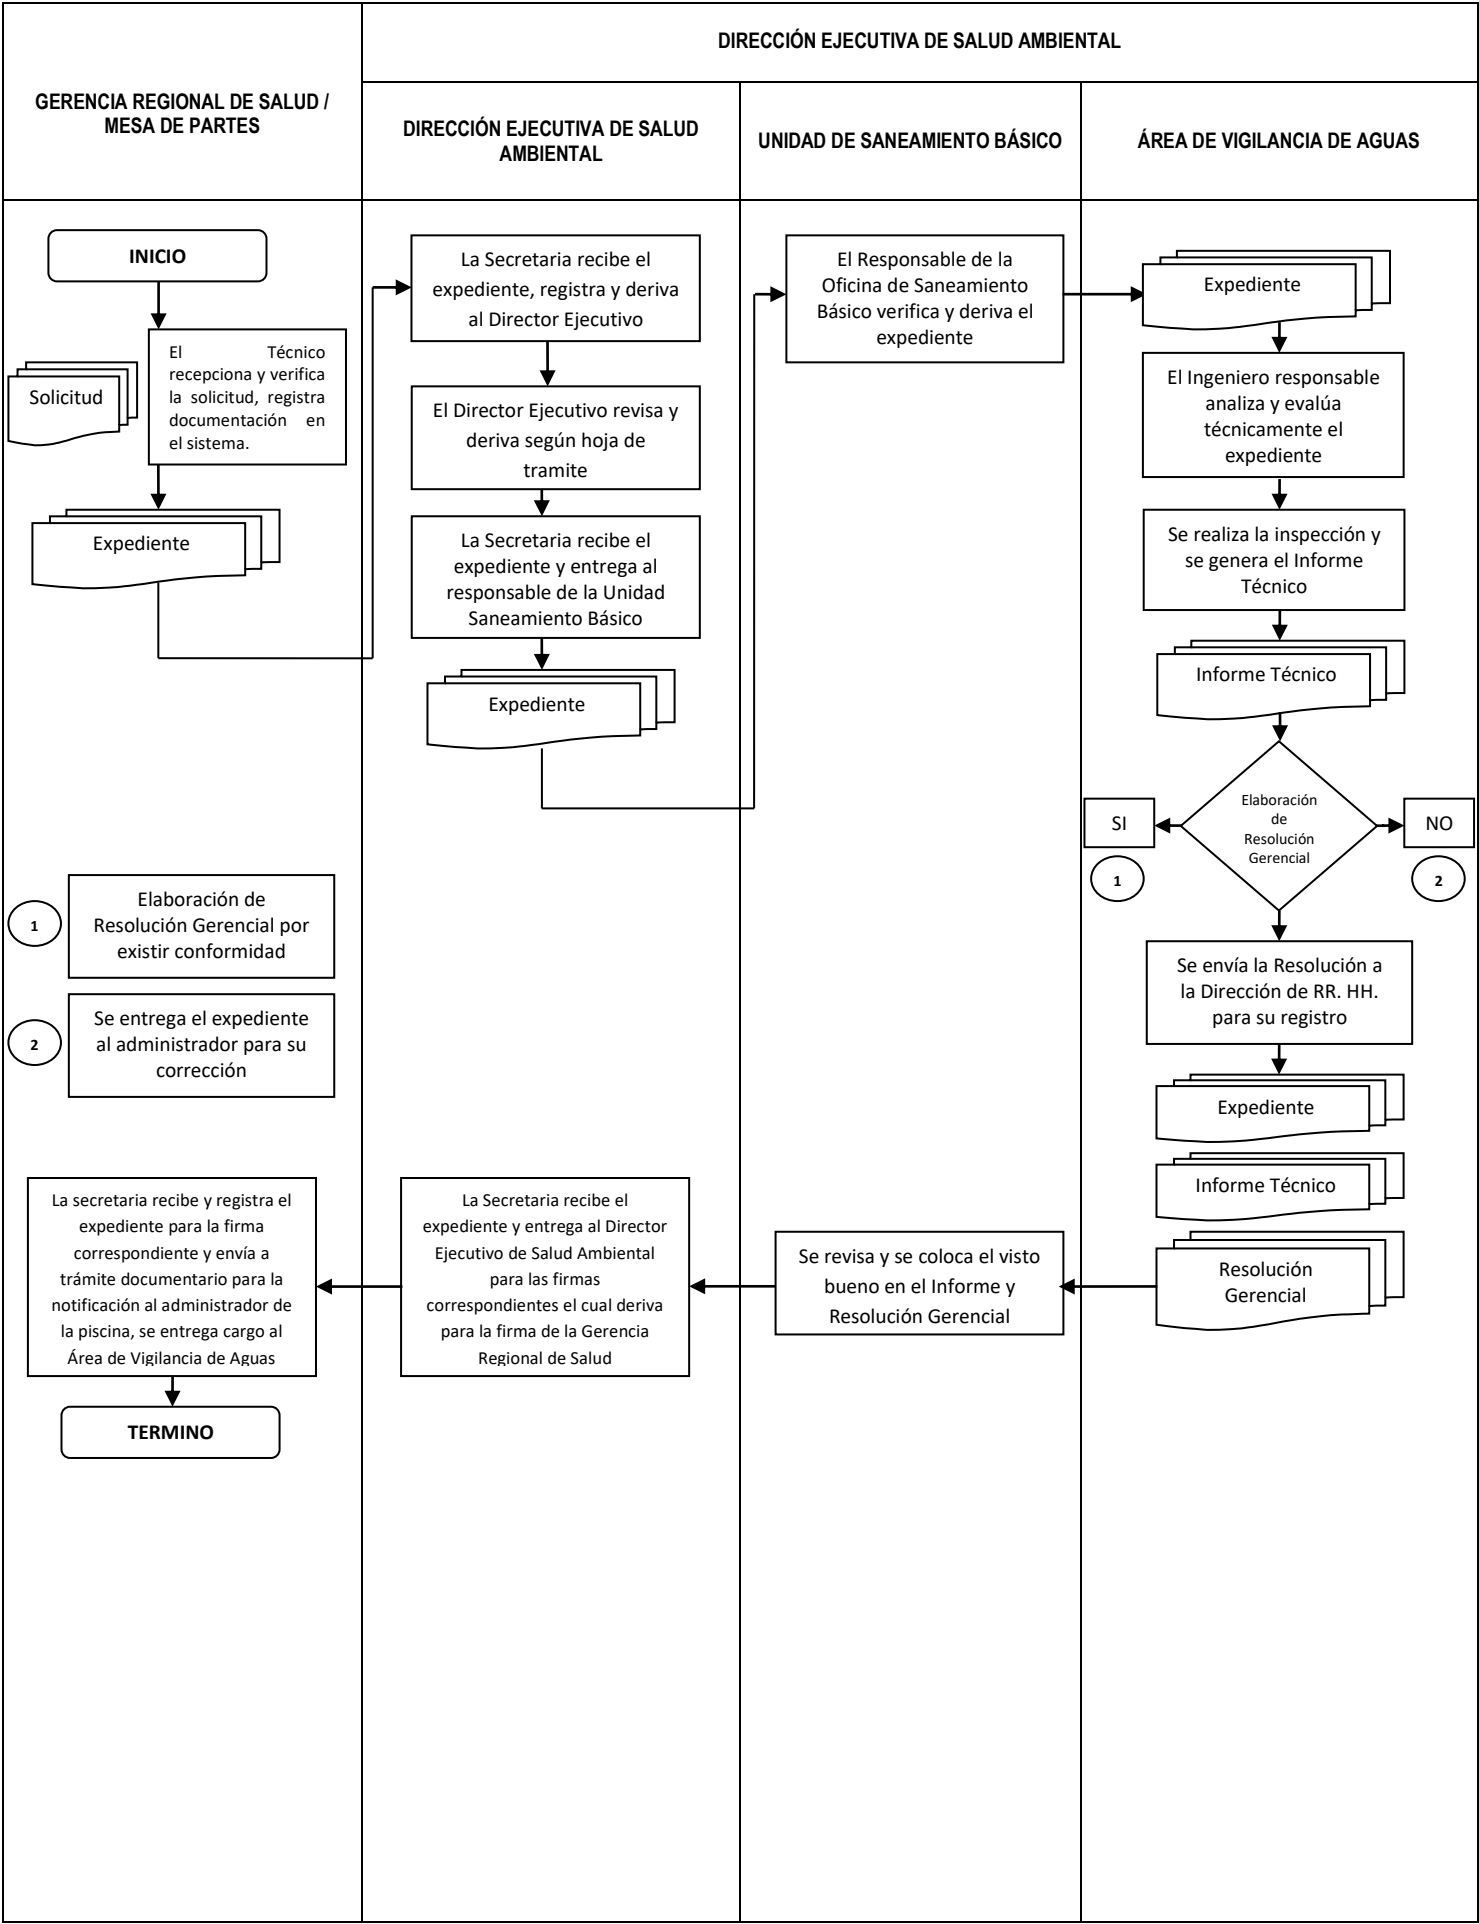 DIRECCIÓN EJECUTIVA DE SALUD AMBIENTAL
GERENCIA REGIONAL DE SALUD /
MESA DE PARTES
DIRECCIÓN EJECUTIVA DE SALUD
AMBIENTAL
UNIDAD DE SANEAMIENTO BÁSICO
ÁREA DE VIGILANCIA DE AGUAS
INICIO
Solicitud
El Técnico
recepciona y verifica
la solicitud, registra
documentación en
el sistema.
Expediente
La Secretaria recibe el
expediente, registra y deriva
al Director Ejecutivo
El Director Ejecutivo revisa y
deriva según hoja de
tramite
La Secretaria recibe el
expediente y entrega al
responsable de la Unidad
Saneamiento Básico
Expediente
El Responsable de la
Oficina de Saneamiento
Básico verifica y deriva el
expediente
Expediente
El Ingeniero responsable
analiza y evalúa
técnicamente el
expediente
Se realiza la inspección y
se genera el Informe
Técnico
Informe Técnico
Elaboración
de
Resolución
Gerencial
SI
NO
1
2
1
Elaboración de
Resolución Gerencial por
existir conformidad
2
Se entrega el expediente
al administrador para su
corrección
Se envía la Resolución a
la Dirección de RR. HH.
para su registro
Expediente
Informe Técnico
Resolución
Gerencial
Se revisa y se coloca el visto
bueno en el Informe y
Resolución Gerencial
La Secretaria recibe el
expediente y entrega al Director
Ejecutivo de Salud Ambiental
para las firmas
correspondientes el cual deriva
para la firma de la Gerencia
Regional de Salud
La secretaria recibe y registra el
expediente para la firma
correspondiente y envía a
trámite documentario para la
notificación al administrador de
la piscina, se entrega cargo al
Área de Vigilancia de Aguas
TERMINO